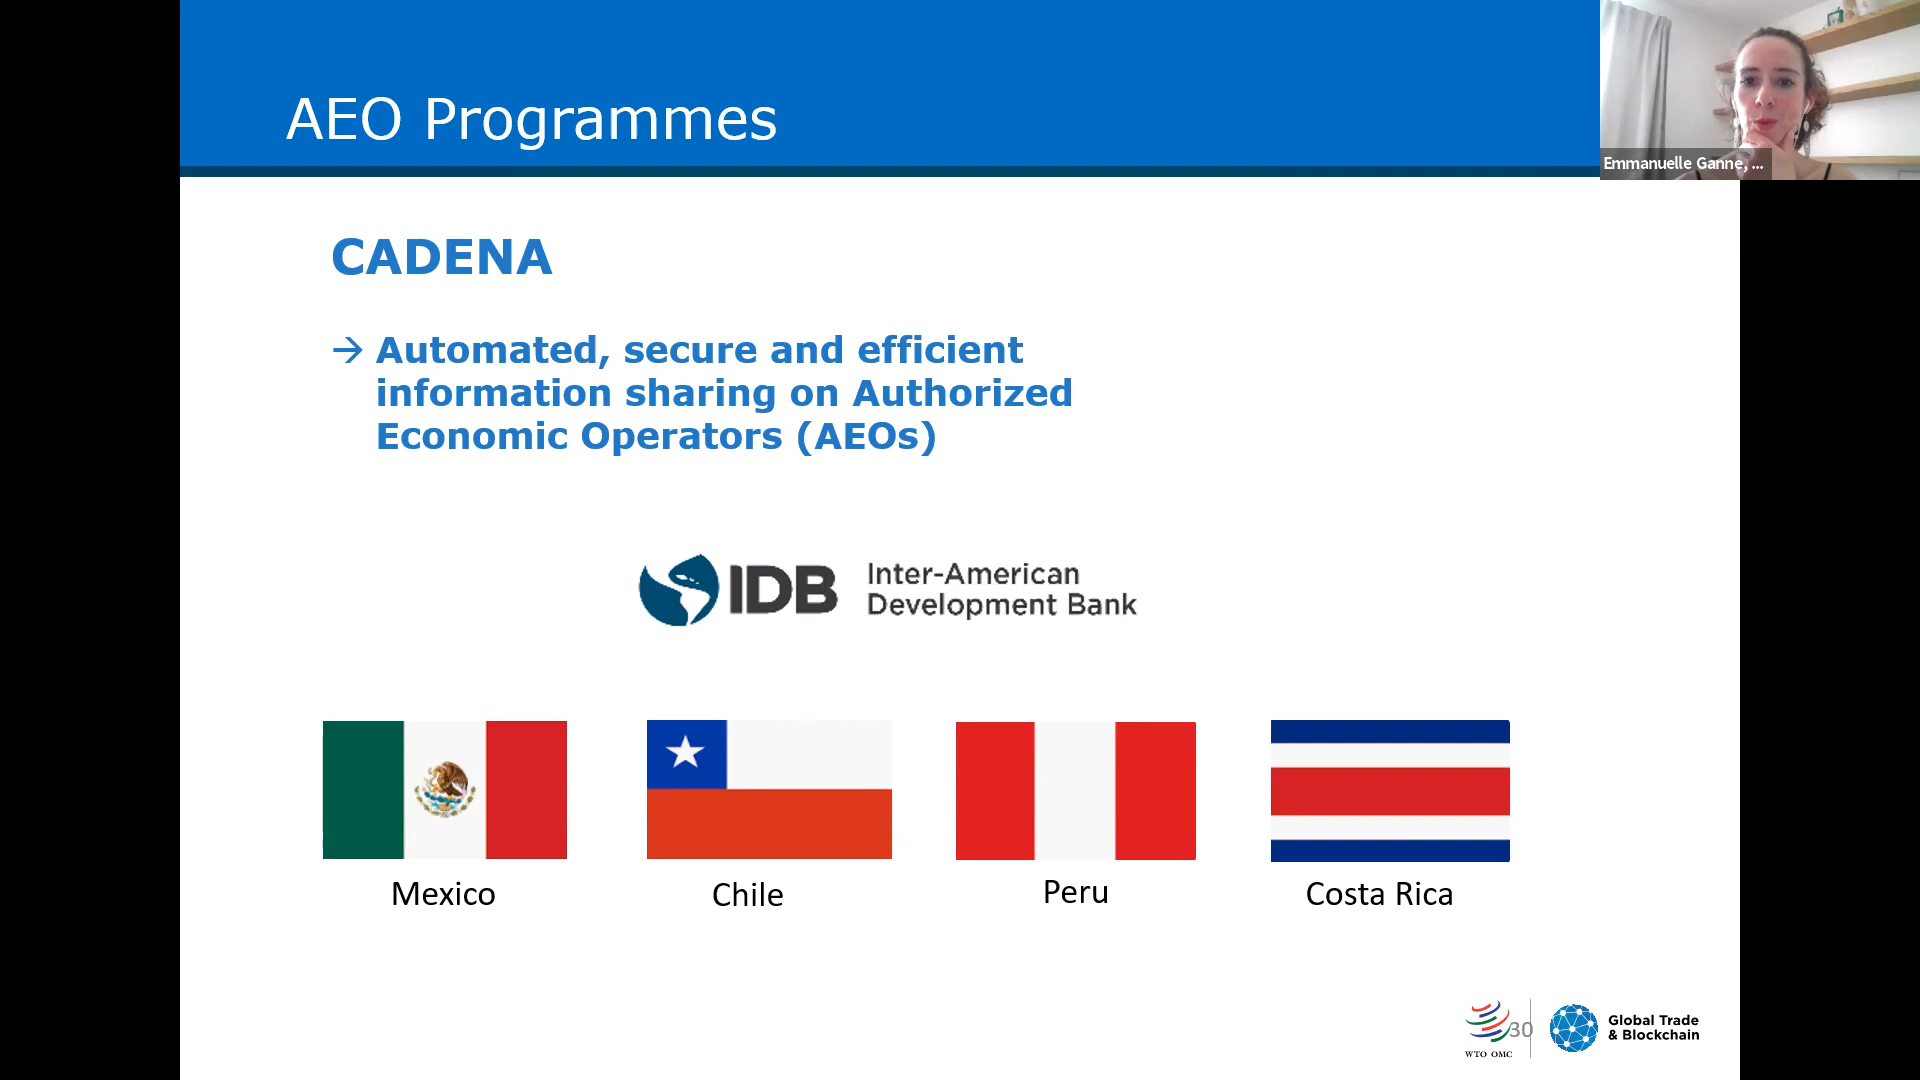 AEO Programmes
Emmanuelle Ganne, ...
CADENA
→ Automated, secure and efficient
information sharing on Authorized
Economic Operators (AEOs)
IDB
Inter-American
Development Bank
Mexico
Chile
Peru
Costa Rica
WTO OMC
30
Global Trade
& Blockchain